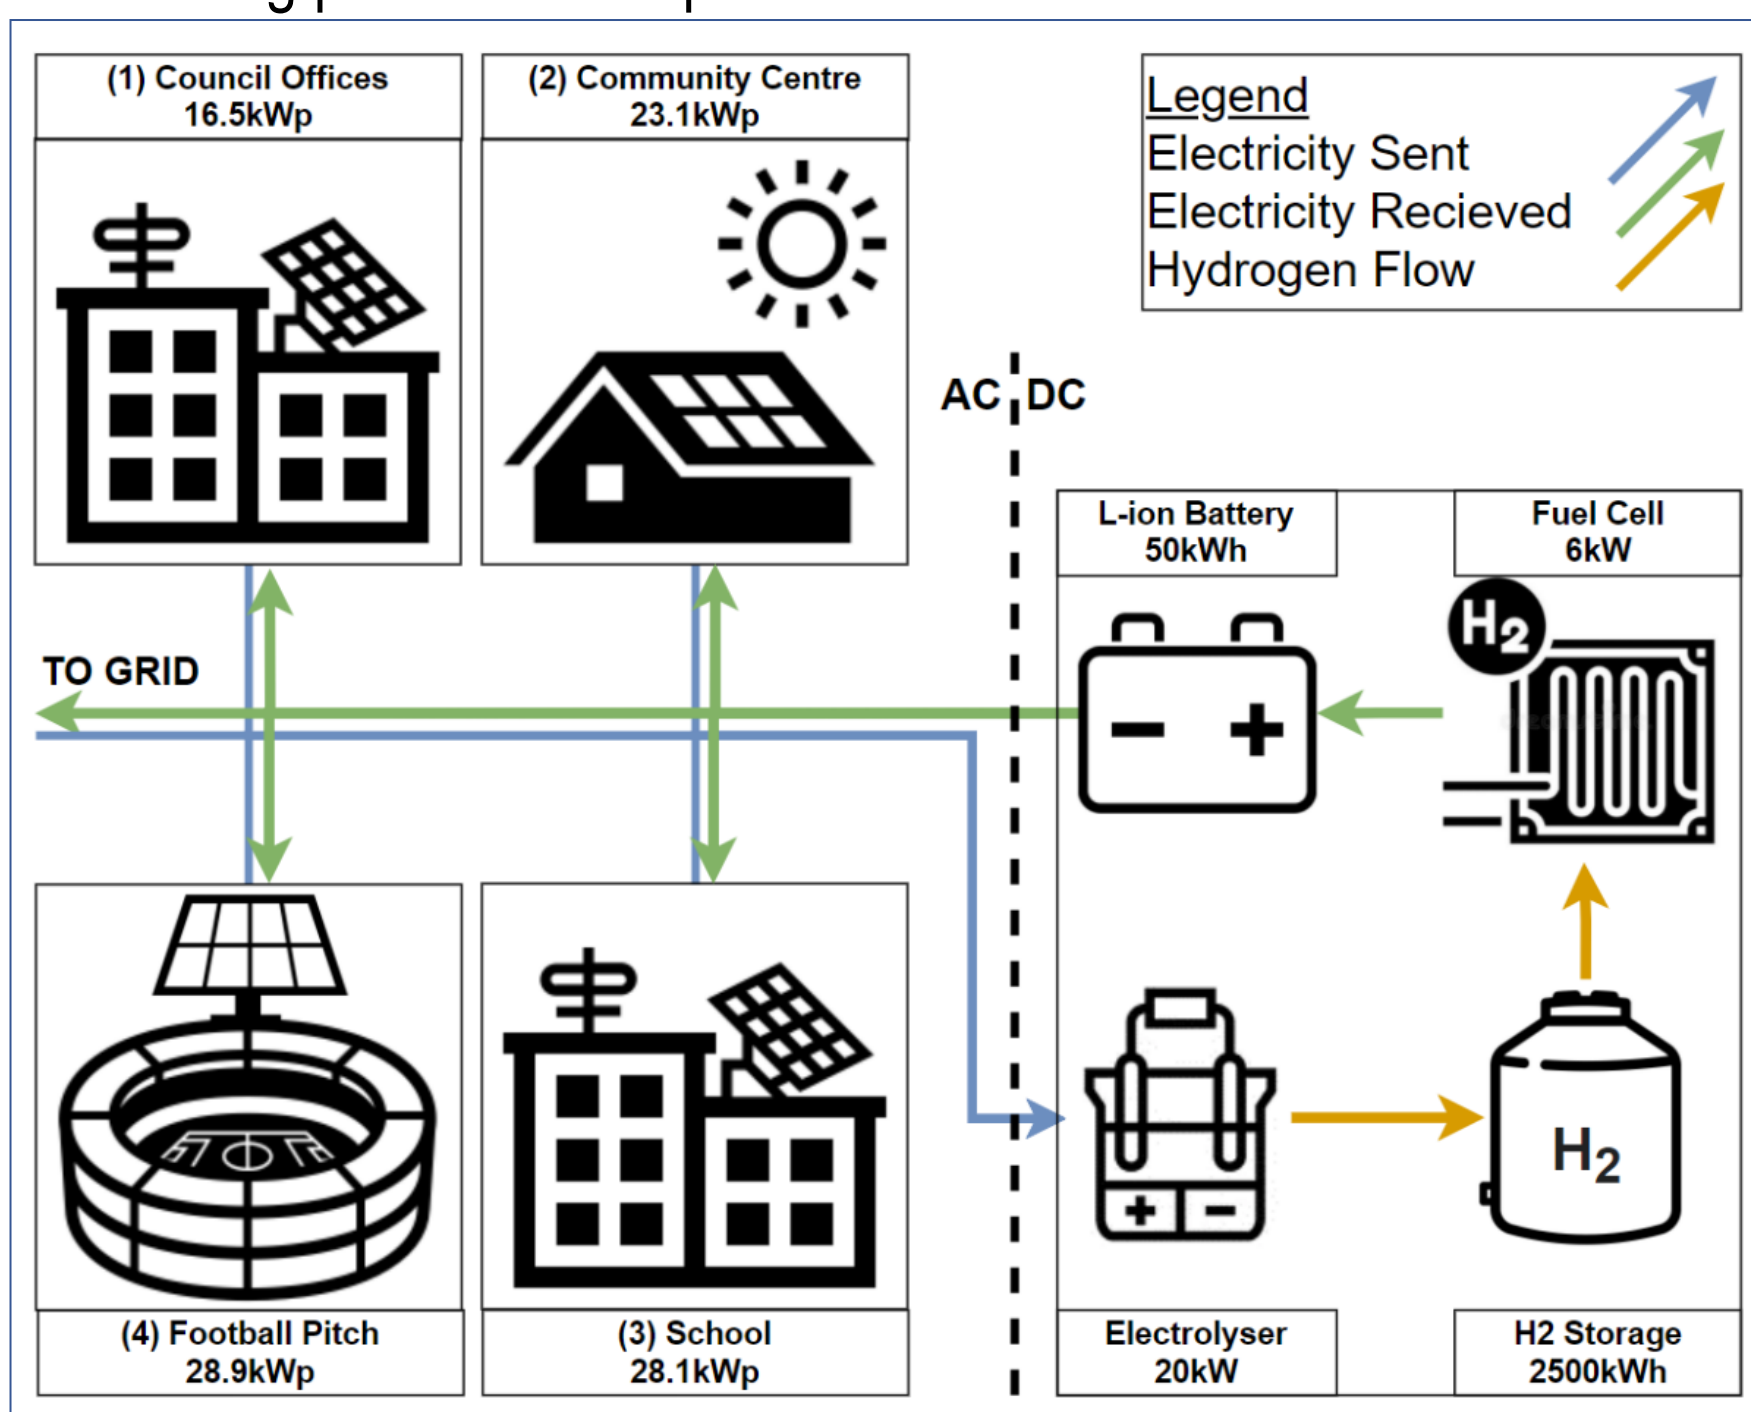 (1) Council Offices
16.5kWp
(2) Community Centre
23.1kWp
Legend
Electricity Sent
Electricity Recieved
Hydrogen Flow
AC DC
L-ion Battery
50kWh
Fuel Cell
6kW
H2
TO GRID
- +
H2
+ -
(4) Football Pitch
28.9kWp
(3) School
28.1kWp
Electrolyser
20kW
H2 Storage
2500kWh